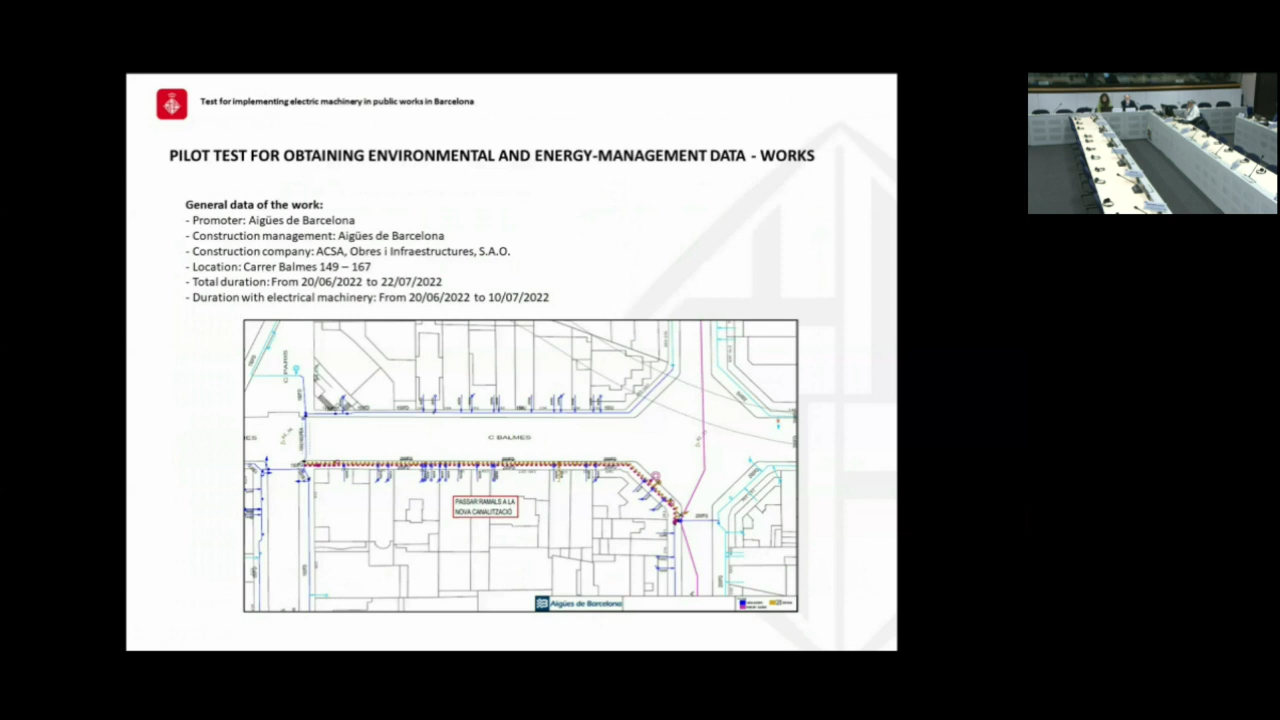 Test for implementing electric machinery in public works in Barcelona
PILOT TEST FOR OBTAINING ENVIRONMENTAL AND ENERGY-MANAGEMENT DATA - WORKS
General data of the work:
- Promoter: Aigües de Barcelona
- Construction management: Aigües de Barcelona
- Construction company: ACSA, Obres i Infraestructures, S.A.O.
- Location: Carrer Balmes 149 – 167
- Total duration: From 20/06/2022 to 22/07/2022
- Duration with electrical machinery: From 20/06/2022 to 10/07/2022
C PARIS
C BALMES
PASSAR RAMALS A LA
NOVA CANALITZACIÓ
Aigües de Barcelona